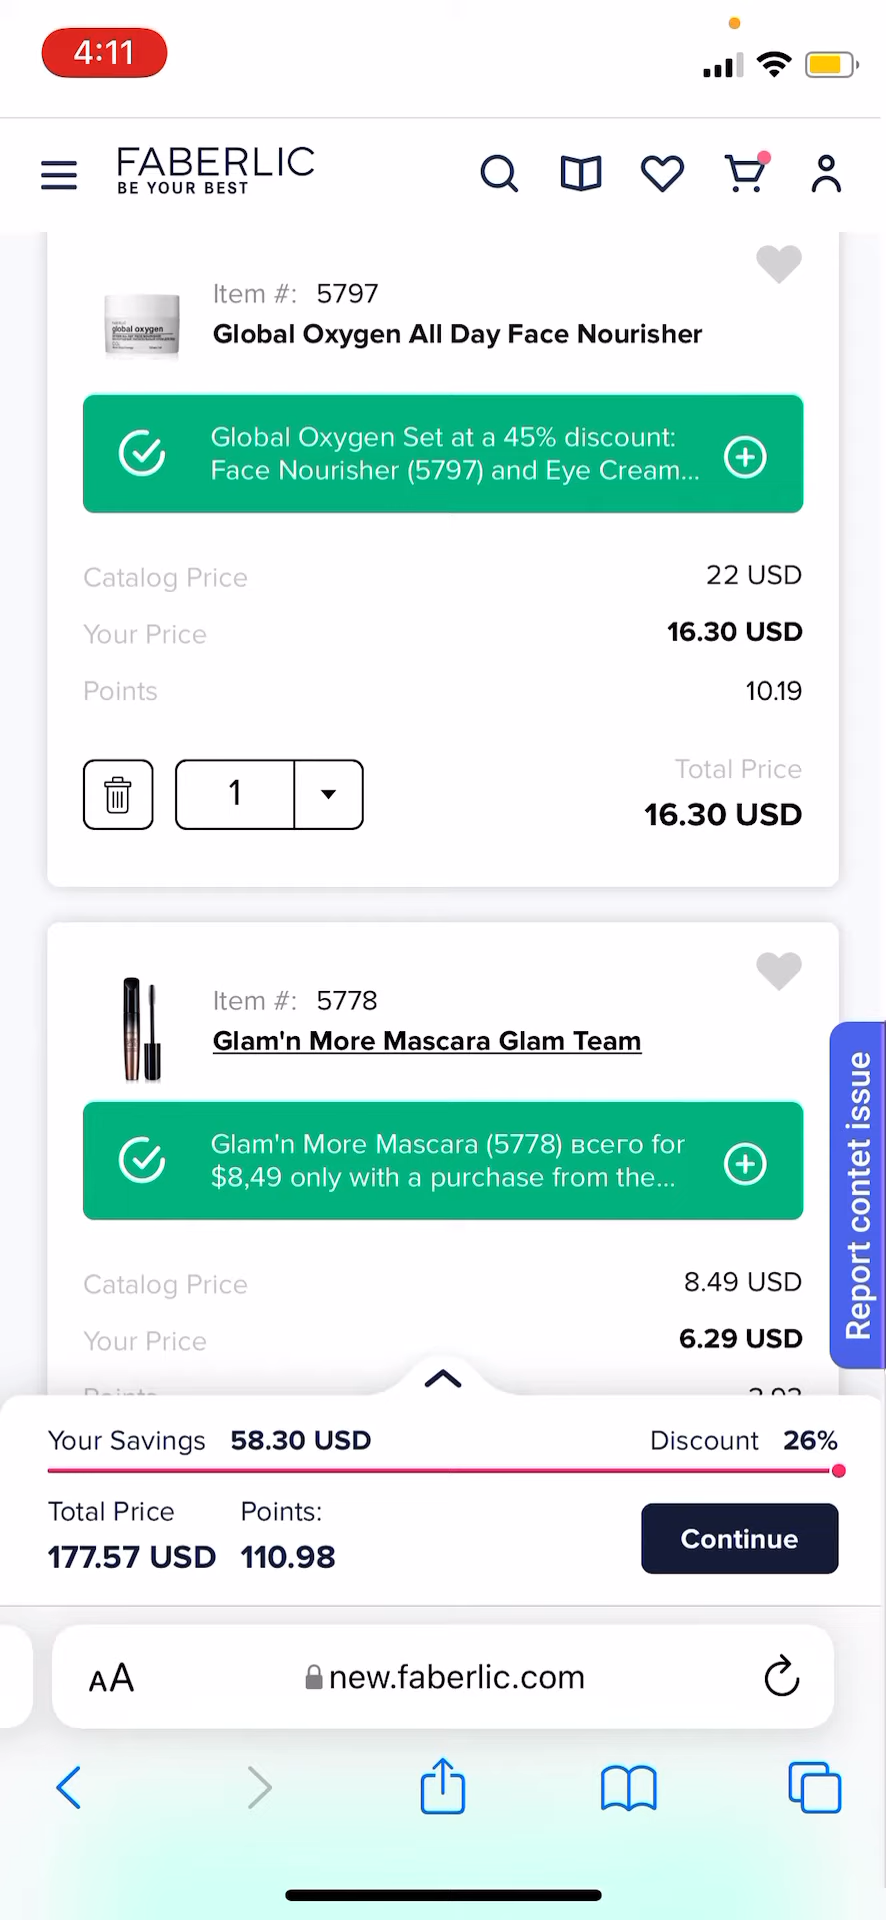 4:11
FABERLIC
BE YOUR BEST
Item #: 5797
global oxygen
Global Oxygen All Day Face Nourisher
Global Oxygen Set at a 45% discount:
Face Nourisher (5797) and Eye Cream...
Catalog Price 22 USD
Your Price 16.30 USD
Points 10.19
Total Price
1
16.30 USD
Item #: 5778
Glam'n More Mascara Glam Team
Glam'n More Mascara (5778) всего for
$8,49 only with a purchase from the...
Report contet issue
Catalog Price 8.49 USD
Your Price 6.29 USD
Your Savings 58.30 USD Discount 26%
Total Price Points:
177.57 USD 110.98
Continue
AA new.faberlic.com